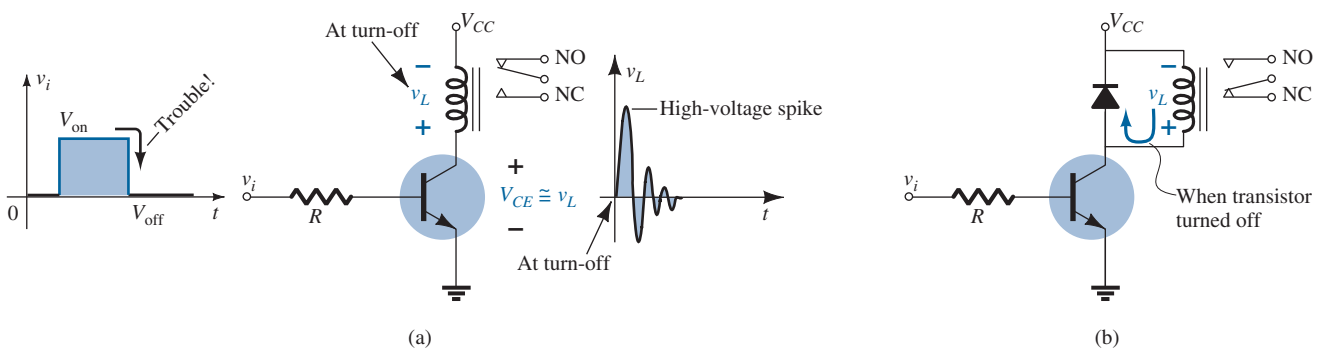 v_i
V_on
Trouble!
0
V_off
t
At turn-off
V_CC
−
v_L
+
NO
NC
v_i
R
+
V_CE ≅ v_L
−
v_L
High-voltage spike
t
At turn-off
(a)
V_CC
−
v_L
+
NO
NC
v_i
R
When transistor
turned off
(b)